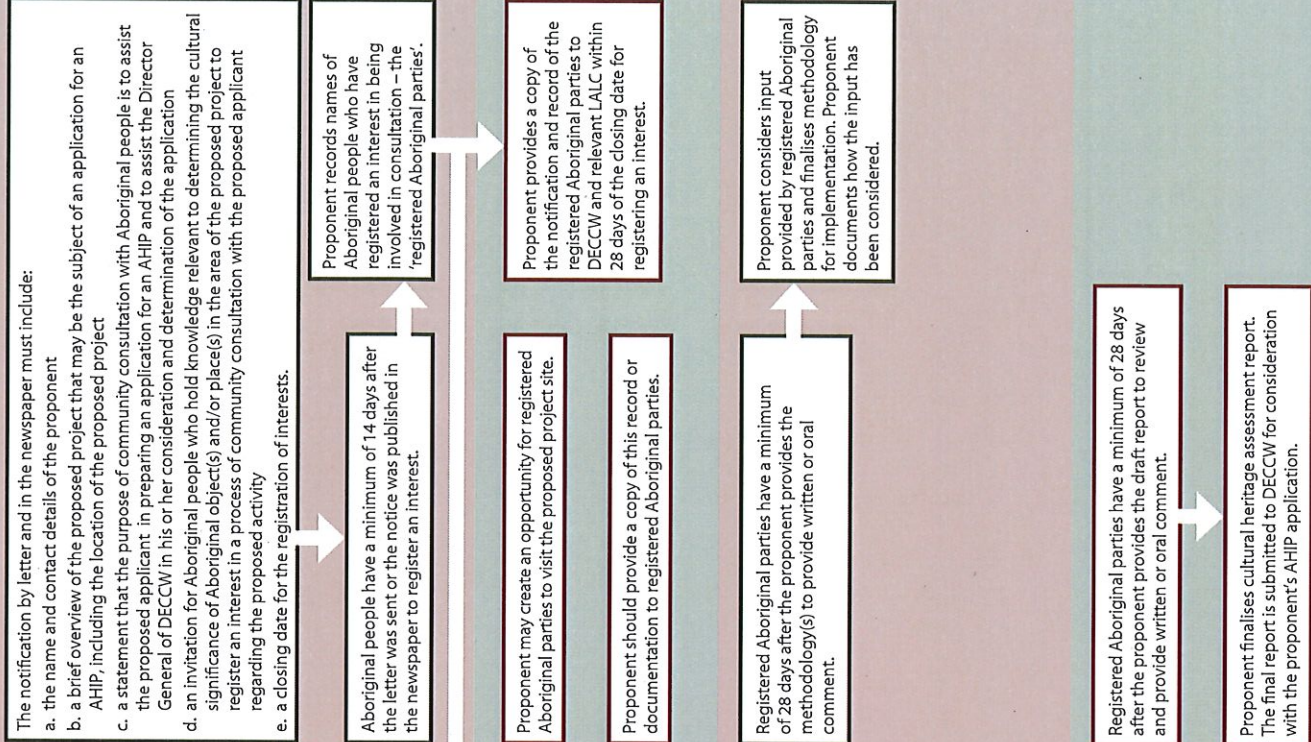 The notification by letter and in the newspaper must include:
a. the name and contact details of the proponent
b. a brief overview of the proposed project that may be the subject of an application for an
AHIP, including the location of the proposed project
c. a statement that the purpose of community consultation with Aboriginal people is to assist
the proposed applicant in preparing an application for an AHIP and to assist the Director
General of DECCW in his or her consideration and determination of the application
d. an invitation for Aboriginal people who hold knowledge relevant to determining the cultural
significance of Aboriginal object(s) and/or place(s) in the area of the proposed project to
register an interest in a process of community consultation with the proposed applicant
regarding the proposed activity
e. a closing date for the registration of interests.
Aboriginal people have a minimum of 14 days after
the letter was sent or the notice was published in
the newspaper to register an interest.
Proponent records names of
Aboriginal people who have
registered an interest in being
involved in consultation – the
'registered Aboriginal parties'.
Proponent may create an opportunity for registered
Aboriginal parties to visit the proposed project site.
Proponent should provide a copy of this record or
documentation to registered Aboriginal parties.
Proponent provides a copy of
the notification and record of the
registered Aboriginal parties to
DECCW and relevant LALC within
28 days of the closing date for
registering an interest.
Registered Aboriginal parties have a minimum
of 28 days after the proponent provides the
methodology(s) to provide written or oral
comment.
Proponent considers input
provided by registered Aboriginal
parties and finalises methodology
for implementation. Proponent
documents how the input has
been considered.
Registered Aboriginal parties have a minimum of 28 days
after the proponent provides the draft report to review
and provide written or oral comment.
Proponent finalises cultural heritage assessment report.
The final report is submitted to DECCW for consideration
with the proponent's AHIP application.